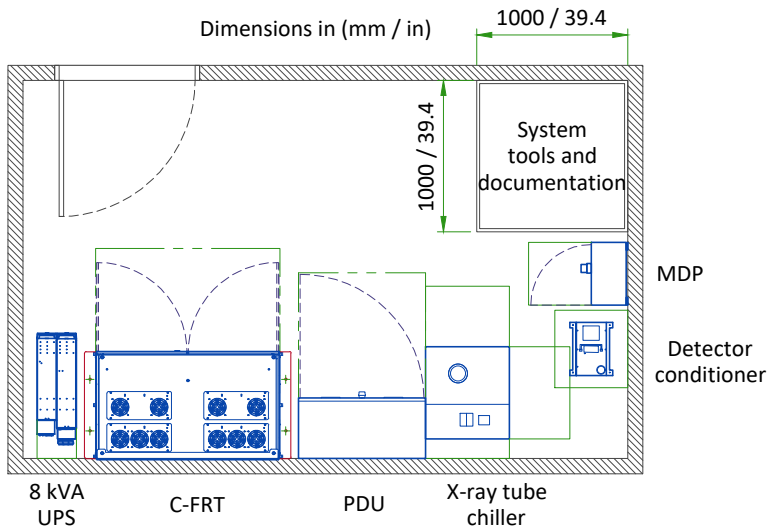 Dimensions in (mm / in)
1000 / 39.4
1000 / 39.4
System
tools and
documentation
MDP
Detector
conditioner
8 kVA
UPS
C-FRT
PDU
X-ray tube
chiller